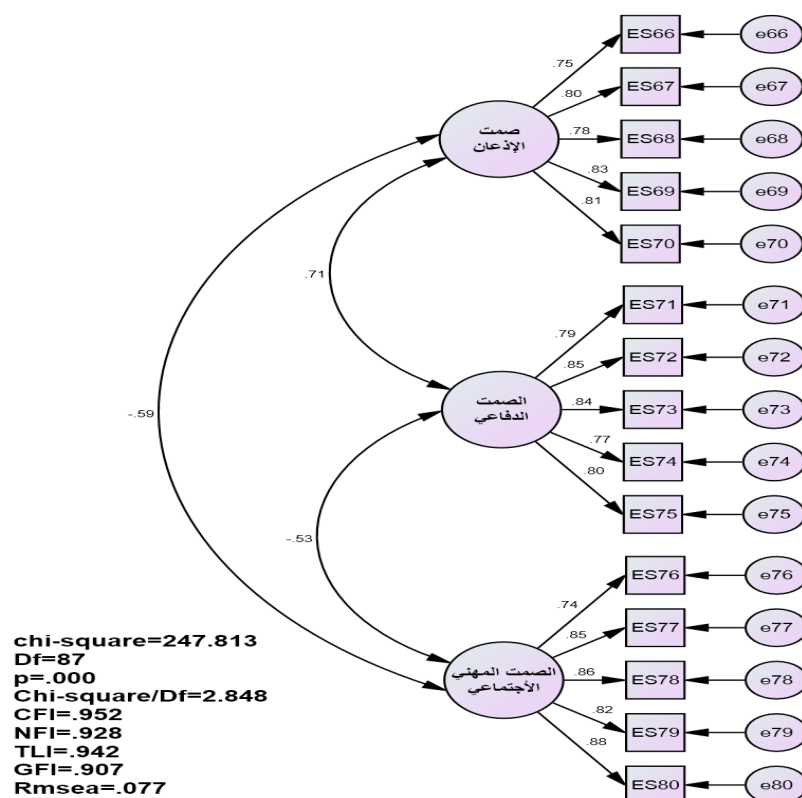 ES66
e66
.75
ES67
e67
.80
صمت
الإذعان
.78
ES68
e68
.83
ES69
e69
.81
ES70
e70
.71
ES71
e71
.79
ES72
e72
.85
الصمت
الدفاعي
.84
ES73
e73
-.59
.77
ES74
e74
.80
ES75
e75
-.53
ES76
e76
.74
ES77
e77
.85
الصمت المهني
الأجتماعي
.86
ES78
e78
.82
ES79
e79
.88
ES80
e80
chi-square=247.813
Df=87
p=.000
Chi-square/Df=2.848
CFI=.952
NFI=.928
TLI=.942
GFI=.907
Rmsea=.077